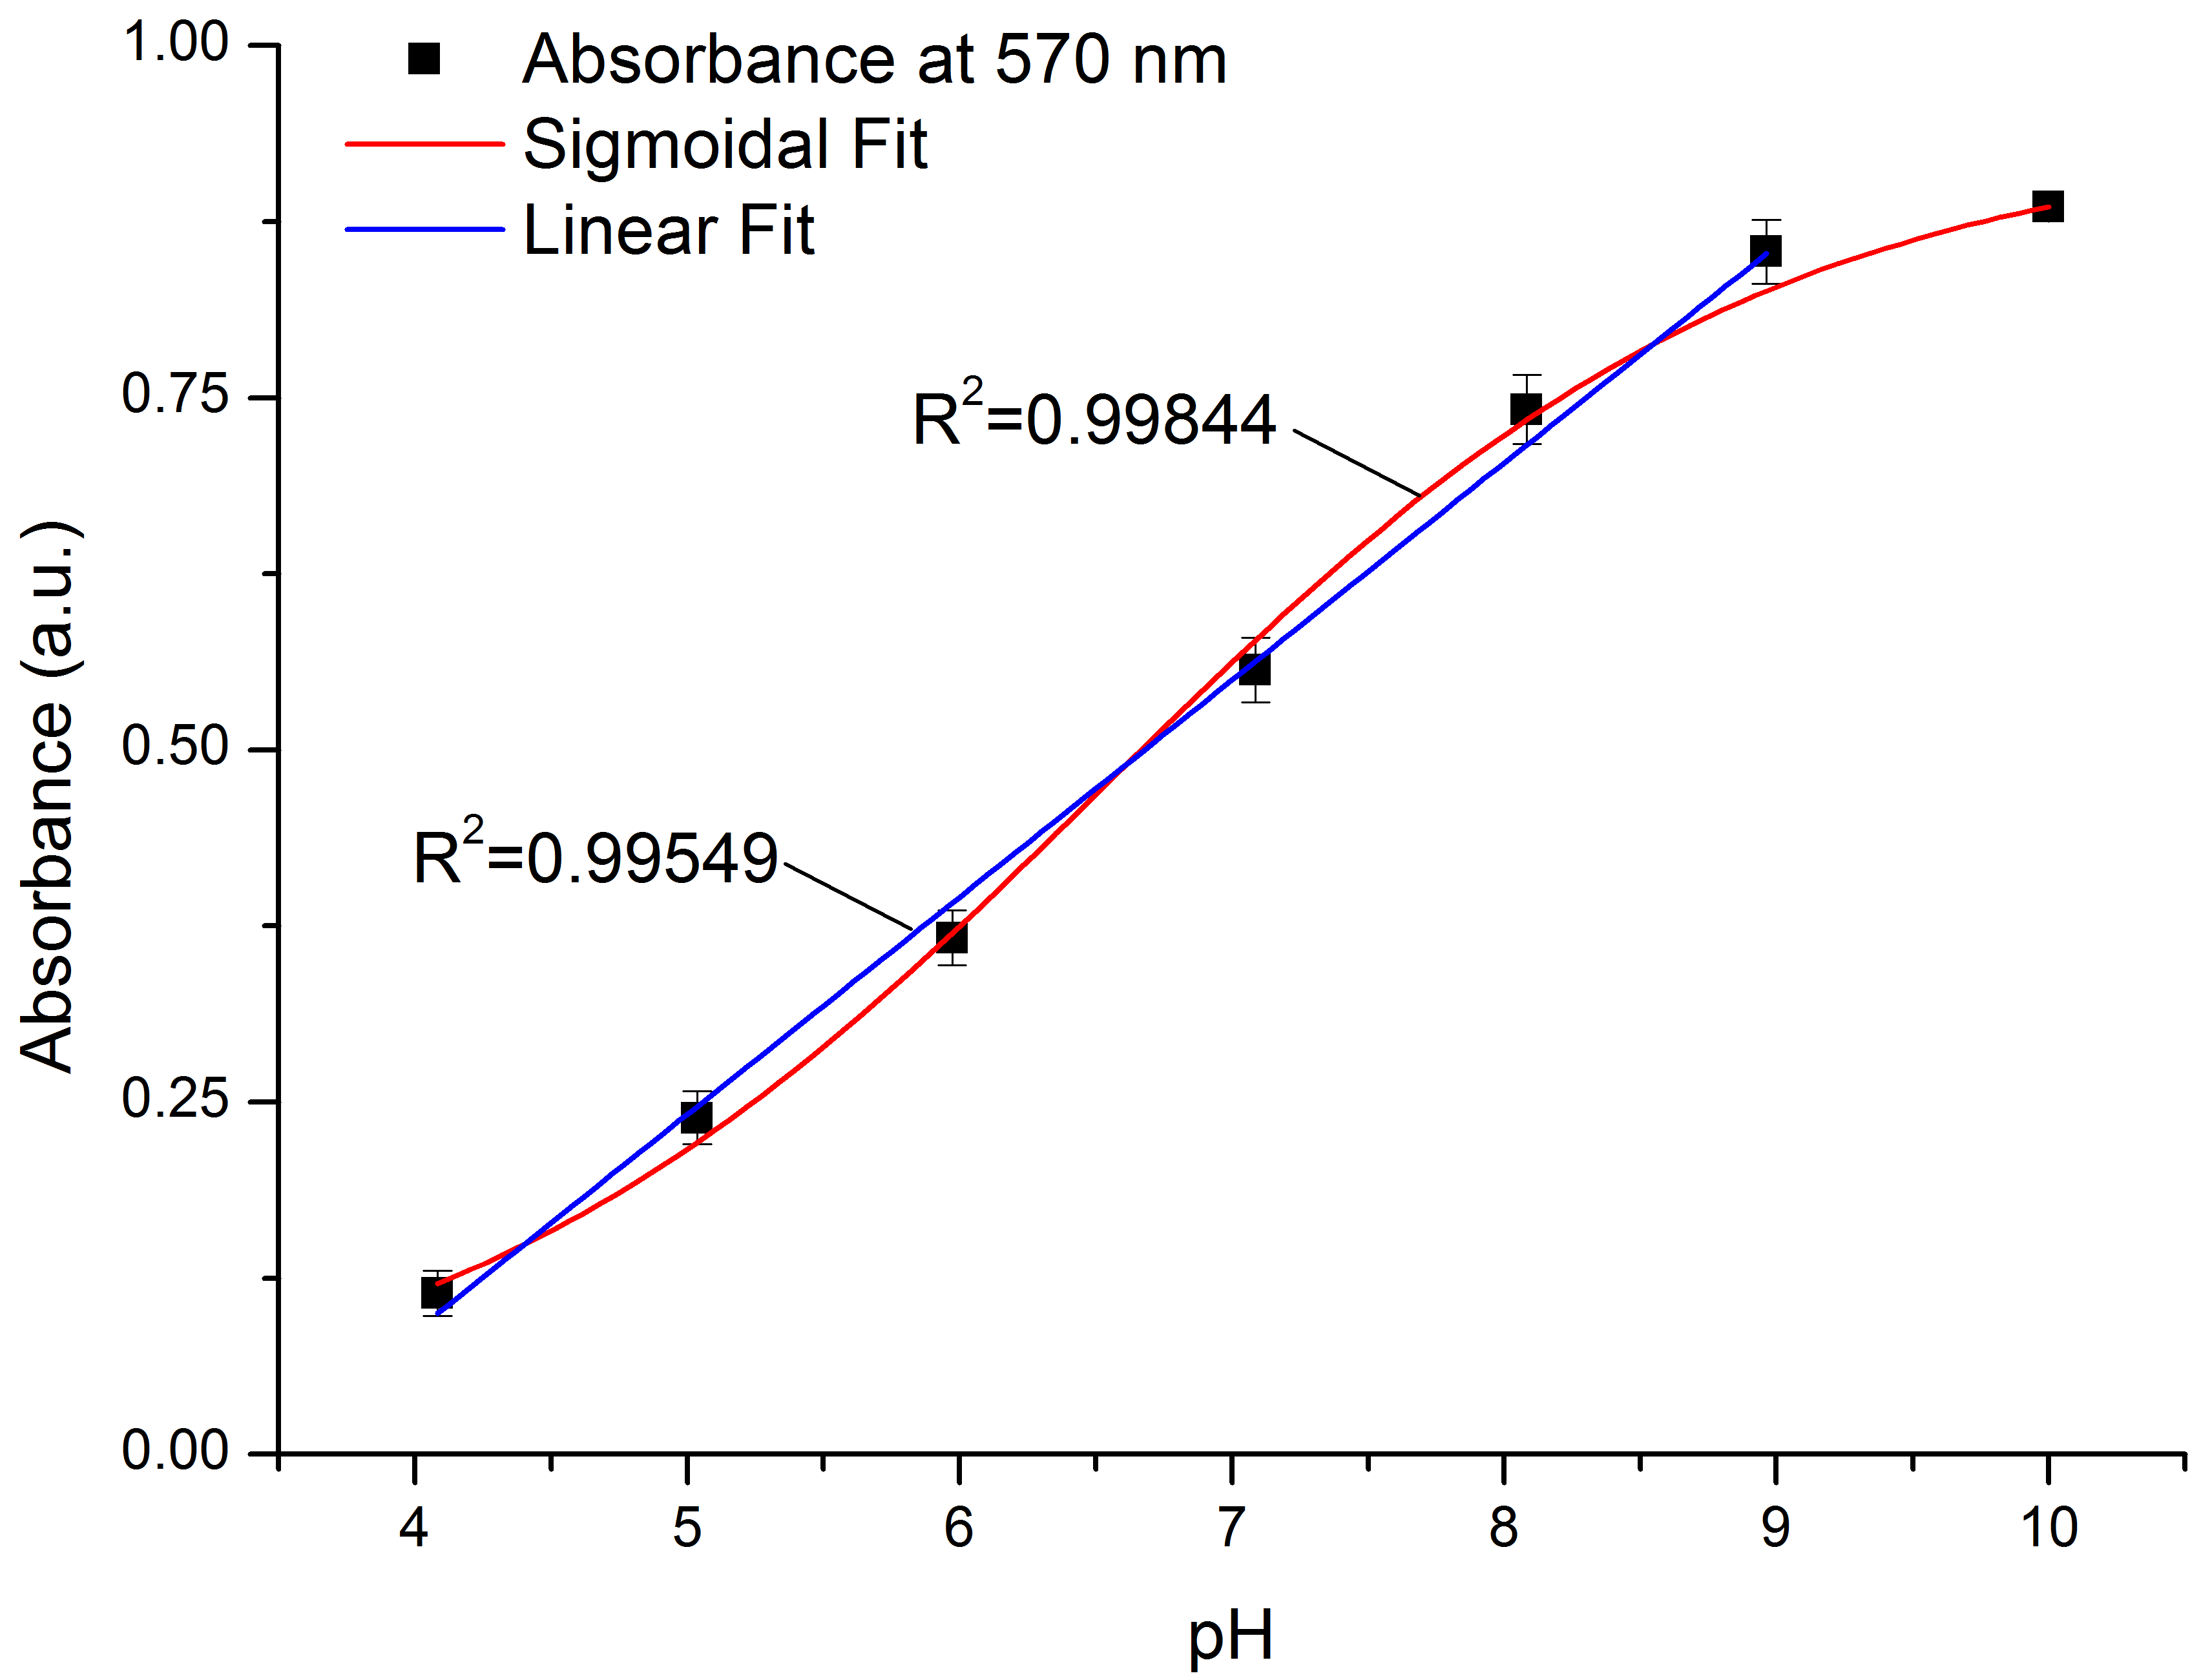 Absorbance at 570 nm
Sigmoidal Fit
Linear Fit
1.00
0.75
0.50
0.25
0.00
Absorbance (a.u.)
R²=0.99844
R²=0.99549
4 5 6 7 8 9 10
pH